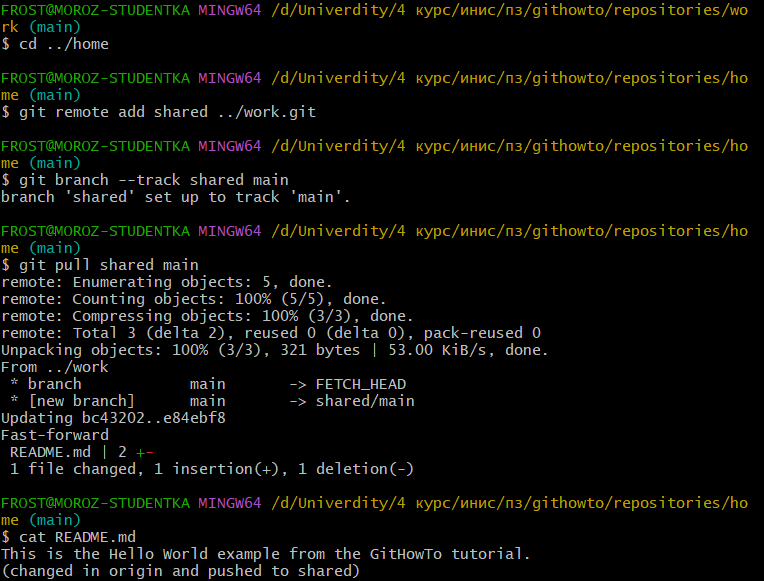 FROST@MOROZ-STUDENTKA MINGW64 /d/Univerdity/4 курс/инис/пз/githowto/repositories/wo
rk (main)
$ cd ../home
FROST@MOROZ-STUDENTKA MINGW64 /d/Univerdity/4 курс/инис/пз/githowto/repositories/ho
me (main)
$ git remote add shared ../work.git
FROST@MOROZ-STUDENTKA MINGW64 /d/Univerdity/4 курс/инис/пз/githowto/repositories/ho
me (main)
$ git branch --track shared main
branch 'shared' set up to track 'main'.
FROST@MOROZ-STUDENTKA MINGW64 /d/Univerdity/4 курс/инис/пз/githowto/repositories/ho
me (main)
$ git pull shared main
remote: Enumerating objects: 5, done.
remote: Counting objects: 100% (5/5), done.
remote: Compressing objects: 100% (3/3), done.
remote: Total 3 (delta 2), reused 0 (delta 0), pack-reused 0
Unpacking objects: 100% (3/3), 321 bytes | 53.00 KiB/s, done.
From ../work
 * branch            main       -> FETCH_HEAD
 * [new branch]      main       -> shared/main
Updating bc43202..e84ebf8
Fast-forward
 README.md | 2 +-
 1 file changed, 1 insertion(+), 1 deletion(-)
FROST@MOROZ-STUDENTKA MINGW64 /d/Univerdity/4 курс/инис/пз/githowto/repositories/ho
me (main)
$ cat README.md
This is the Hello World example from the GitHowTo tutorial.
(changed in origin and pushed to shared)